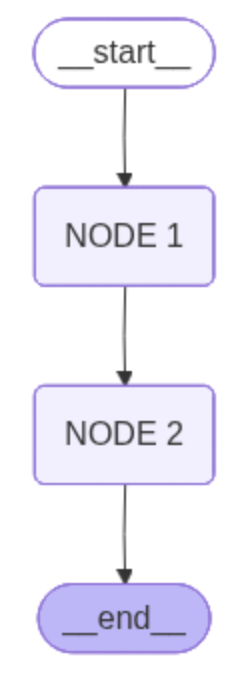 __start__
NODE 1
NODE 2
__end__